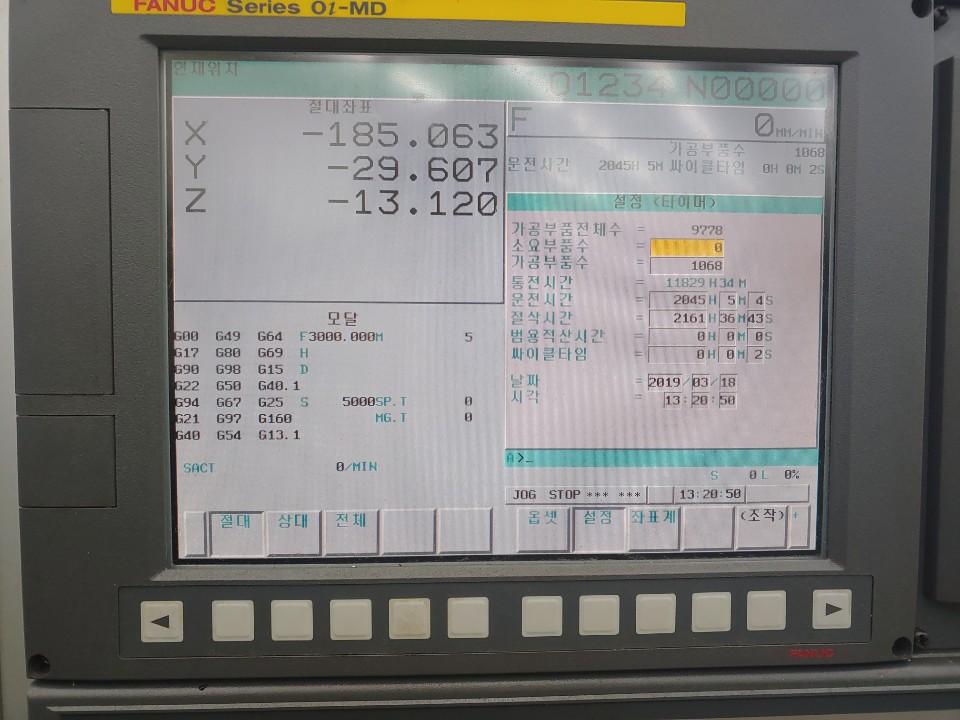 FANUC Series 0i-MD
현재위치
O1234 N00000
절대좌표
X -185.063
Y -29.607
Z -13.120
F 0 MM/MIN
가공부품수 1068
운전시간 2045H 5M 싸이클타임 0H 0M 2S
설정 (타이머)
가공부품전체수 = 9778
소요부품수 = 0
가공부품수 = 1068
통전시간 = 11829H34M
운전시간 = 2045H 5M 4S
절삭시간 = 2161H36M43S
범용적산시간 = 0H 0M 0S
싸이클타임 = 0H 0M 2S
날짜 = 2019/03/18
시각 = 13:20:50
모달
G00 G49 G64 F3000.000M 5
G17 G80 G69 H
G90 G98 G15 D
G22 G50 G40.1
G94 G67 G25 S 5000SP.T 0
G21 G97 G160 MG.T 0
G40 G54 G13.1
SACT 0/MIN
A>_
S 0L 0%
JOG STOP *** *** 13:20:50
절대 상대 전체
옵셋 설정 좌표계 (조작) +
FANUC